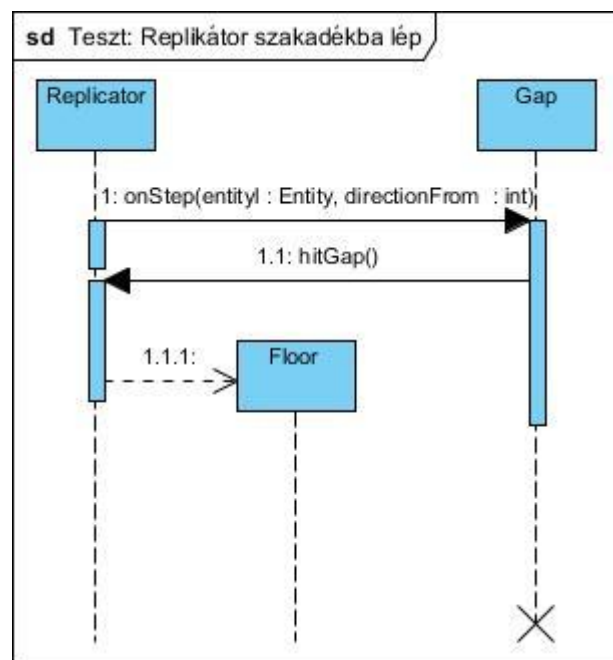 sd Teszt: Replikátor szakadékba lép
Replicator
Gap
1: onStep(entityI : Entity, directionFrom : int)
1.1: hitGap()
1.1.1:
Floor